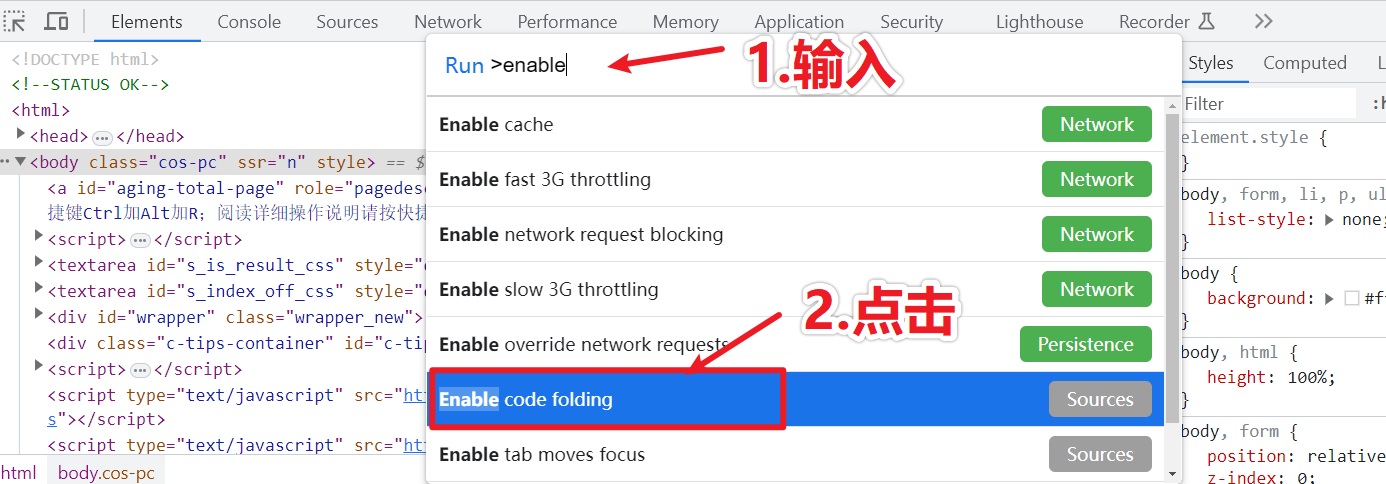 Elements Console Sources Network Performance Memory Application Security Lighthouse Recorder
<!DOCTYPE html>
<!--STATUS OK-->
<html>
<head> … </head>
<body class="cos-pc" ssr="n" style> == $
<a id="aging-total-page" role="pagedesc
捷键Ctrl加Alt加R；阅读详细操作说明请按快捷
<script> … </script>
<textarea id="s_is_result_css" style="
<textarea id="s_index_off_css" style="
<div id="wrapper" class="wrapper_new">
<div class="c-tips-container" id="c-tip
<script> … </script>
<script type="text/javascript" src="htt
s"></script>
<script type="text/javascript" src="htt
html body.cos-pc
Run >enable
1.输入
Enable cache Network
Enable fast 3G throttling Network
Enable network request blocking Network
Enable slow 3G throttling Network
2.点击
Enable override network requests Persistence
Enable code folding Sources
Enable tab moves focus Sources
Styles Computed L
Filter :h
element.style {
}
body, form, li, p, ul
list-style: none;
}
body {
background: #f
}
body, html {
height: 100%;
}
body, form {
position: relative
z-index: 0;